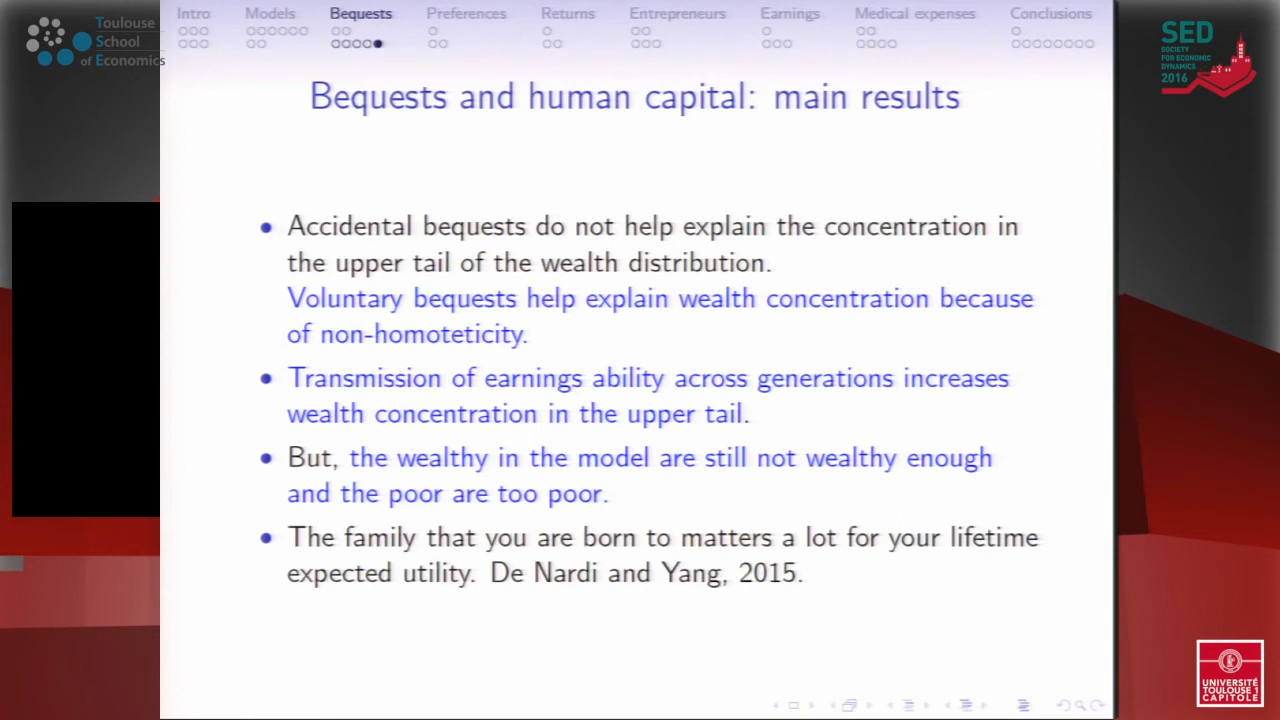 Toulouse
School
of Economics
Intro Models Bequests Preferences Returns Entrepreneurs Earnings Medical expenses Conclusions
SED
SOCIETY
FOR ECONOMIC
DYNAMICS
2016
Bequests and human capital: main results
Accidental bequests do not help explain the concentration in
the upper tail of the wealth distribution.
Voluntary bequests help explain wealth concentration because
of non-homoteticity.
Transmission of earnings ability across generations increases
wealth concentration in the upper tail.
But, the wealthy in the model are still not wealthy enough
and the poor are too poor.
The family that you are born to matters a lot for your lifetime
expected utility. De Nardi and Yang, 2015.
UNIVERSITÉ
TOULOUSE 1
CAPITOLE